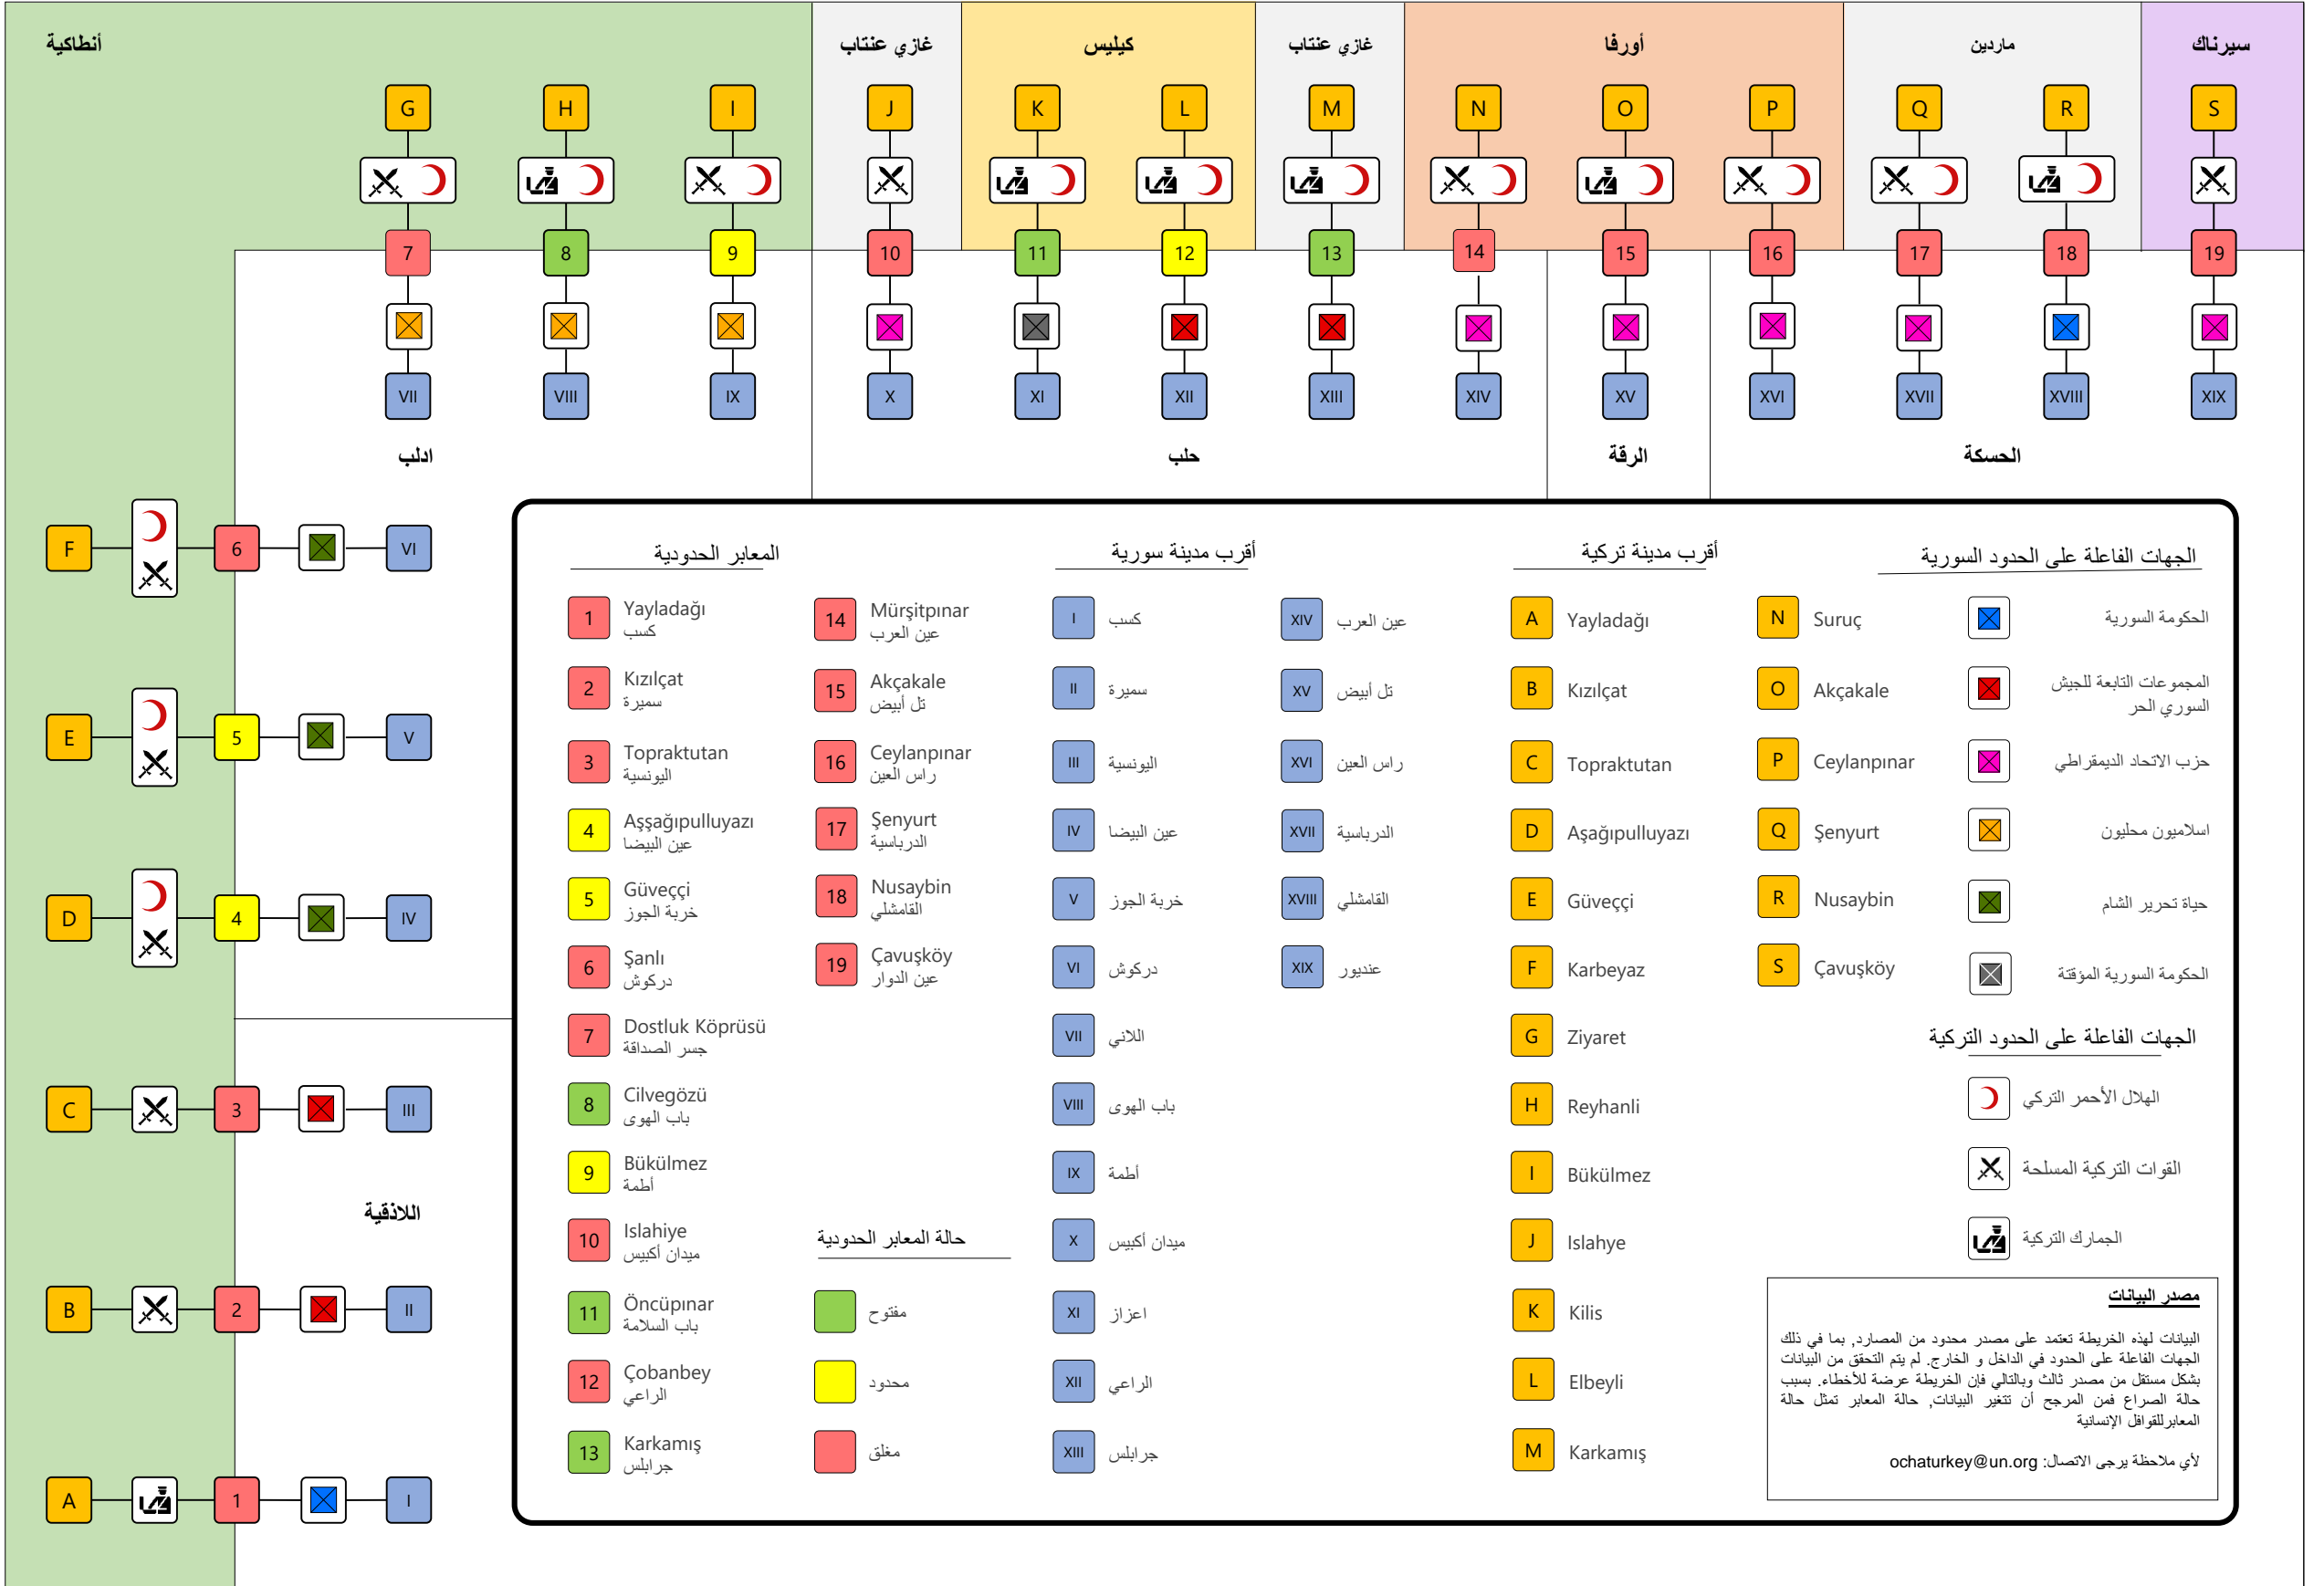 أنطاكية
غازي عنتاب
كيليس
غازي عنتاب
أورفا
ماردين
سيرناك
G H I J K L M N O P Q R S
7 8 9 10 11 12 13 14 15 16 17 18 19
VII VIII IX X XI XII XIII XIV XV XVI XVII XVIII XIX
ادلب
حلب
الرقة
الحسكة
F 6 VI
E 5 V
D 4 IV
C 3 III
اللاذقية
B 2 II
A 1 I
المعابر الحدودية
1 Yayladağı
كسب
2 Kızılçat
سميرة
3 Topraktutan
اليونسية
4 Aşşağıpulluyazı
عين البيضا
5 Güveççi
خربة الجوز
6 Şanlı
دركوش
7 Dostluk Köprüsü
جسر الصداقة
8 Cilvegözü
باب الهوى
9 Bükülmez
أطمة
10 Islahiye
ميدان أكبيس
11 Öncüpınar
باب السلامة
12 Çobanbey
الراعي
13 Karkamış
جرابلس
14 Mürşitpınar
عين العرب
15 Akçakale
تل أبيض
16 Ceylanpınar
راس العين
17 Şenyurt
الدرباسية
18 Nusaybin
القامشلي
19 Çavuşköy
عين الدوار
حالة المعابر الحدودية
مفتوح
محدود
مغلق
أقرب مدينة سورية
I كسب
II سميرة
III اليونسية
IV عين البيضا
V خربة الجوز
VI دركوش
VII اللاني
VIII باب الهوى
IX أطمة
X ميدان أكبيس
XI اعزاز
XII الراعي
XIII جرابلس
XIV عين العرب
XV تل أبيض
XVI راس العين
XVII الدرباسية
XVIII القامشلي
XIX عنديور
أقرب مدينة تركية
A Yayladağı
B Kızılçat
C Topraktutan
D Aşağıpulluyazı
E Güveççi
F Karbeyaz
G Ziyaret
H Reyhanli
I Bükülmez
J Islahye
K Kilis
L Elbeyli
M Karkamış
N Suruç
O Akçakale
P Ceylanpınar
Q Şenyurt
R Nusaybin
S Çavuşköy
الجهات الفاعلة على الحدود السورية
الحكومة السورية
المجموعات التابعة للجيش
السوري الحر
حزب الاتحاد الديمقراطي
اسلاميون محليون
حياة تحرير الشام
الحكومة السورية المؤقتة
الجهات الفاعلة على الحدود التركية
الهلال الأحمر التركي
القوات التركية المسلحة
الجمارك التركية
مصدر البيانات
البيانات لهذه الخريطة تعتمد على مصدر محدود من المصارد, بما في ذلك
الجهات الفاعلة على الحدود في الداخل و الخارج. لم يتم التحقق من البيانات
بشكل مستقل من مصدر ثالث وبالتالي فإن الخريطة عرضة للأخطاء. بسبب
حالة الصراع فمن المرجح أن تتغير البيانات, حالة المعابر تمثل حالة
المعابرللقوافل الإنسانية
لأي ملاحظة يرجى الاتصال: ochaturkey@un.org